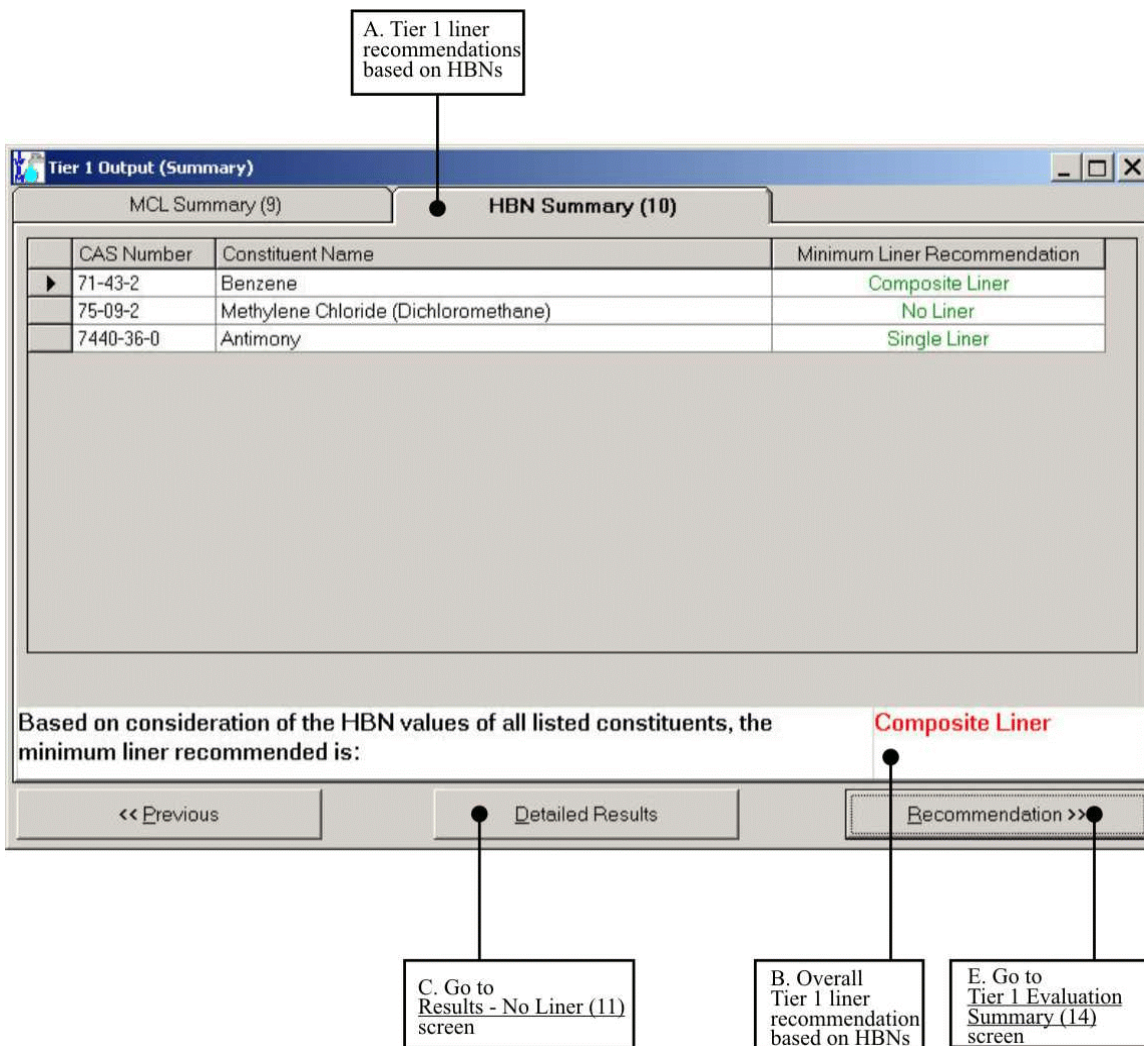 A. Tier 1 liner
recommendations
based on HBNs
Tier 1 Output (Summary)
MCL Summary (9)
HBN Summary (10)
CAS Number Constituent Name Minimum Liner Recommendation
71-43-2 Benzene Composite Liner
75-09-2 Methylene Chloride (Dichloromethane) No Liner
7440-36-0 Antimony Single Liner
Based on consideration of the HBN values of all listed constituents, the
minimum liner recommended is:
Composite Liner
<< Previous
Detailed Results
Recommendation >>
C. Go to
Results - No Liner (11)
screen
B. Overall
Tier 1 liner
recommendation
based on HBNs
E. Go to
Tier 1 Evaluation
Summary (14)
screen